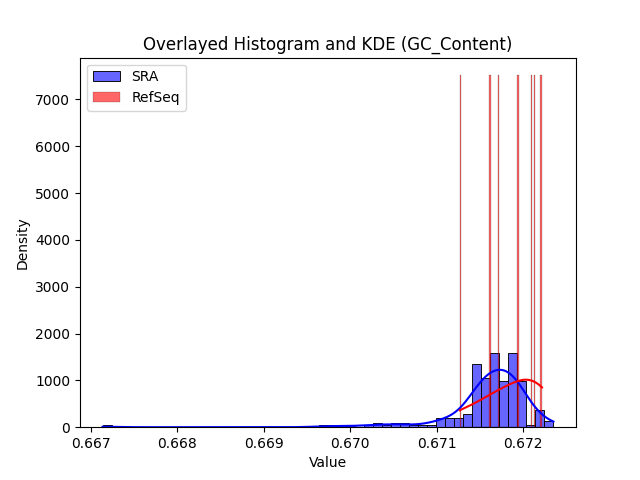 Overlayed Histogram and KDE (GC_Content)
SRA
RefSeq
7000
6000
5000
4000
3000
2000
1000
0
Density
0.667 0.668 0.669 0.670 0.671 0.672
Value